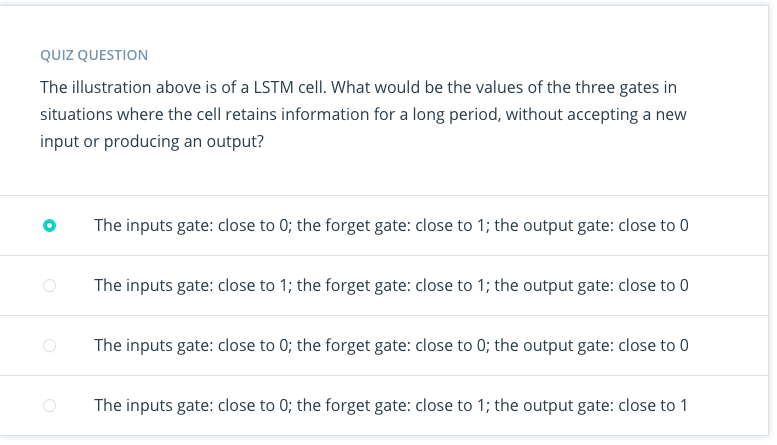 QUIZ QUESTION
The illustration above is of a LSTM cell. What would be the values of the three gates in
situations where the cell retains information for a long period, without accepting a new
input or producing an output?
The inputs gate: close to 0; the forget gate: close to 1; the output gate: close to 0
The inputs gate: close to 1; the forget gate: close to 1; the output gate: close to 0
The inputs gate: close to 0; the forget gate: close to 0; the output gate: close to 0
The inputs gate: close to 0; the forget gate: close to 1; the output gate: close to 1